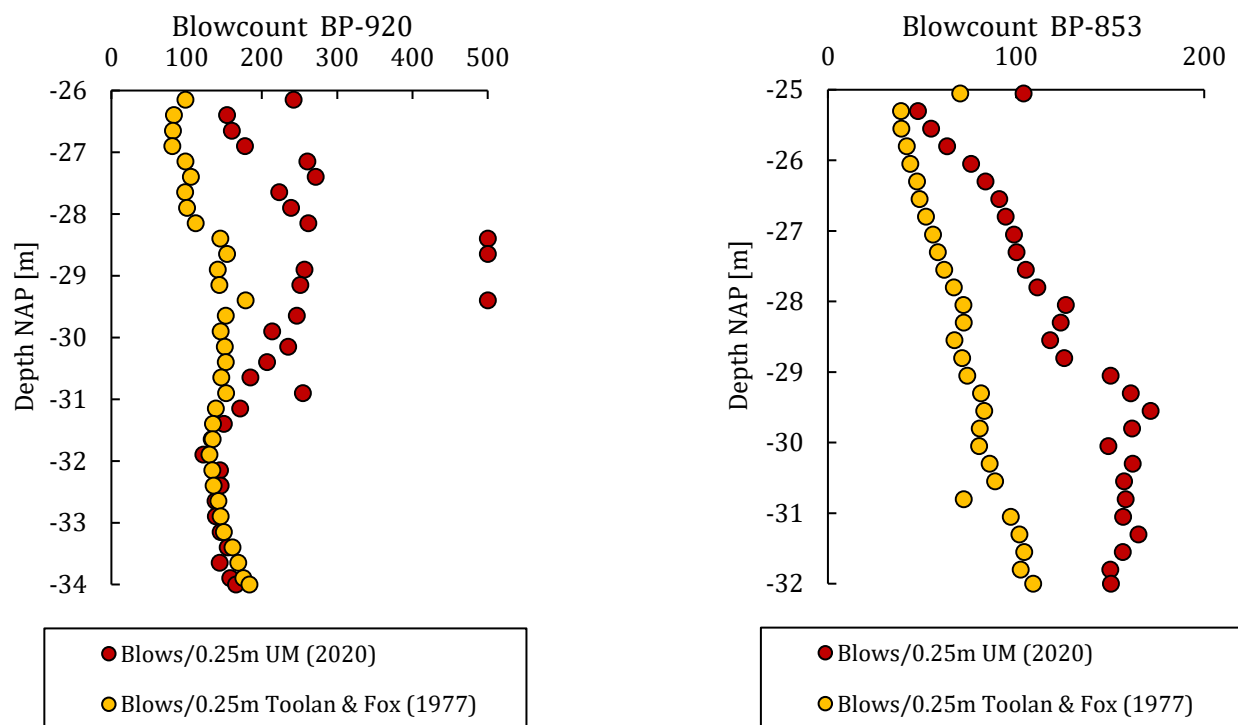 Blowcount BP-920
0 100 200 300 400 500
-26
-27
-28
-29
-30
-31
-32
-33
-34
Depth NAP [m]
Blows/0.25m UM (2020)
Blows/0.25m Toolan & Fox (1977)
Blowcount BP-853
0 100 200
-25
-26
-27
-28
-29
-30
-31
-32
Depth NAP [m]
Blows/0.25m UM (2020)
Blows/0.25m Toolan & Fox (1977)